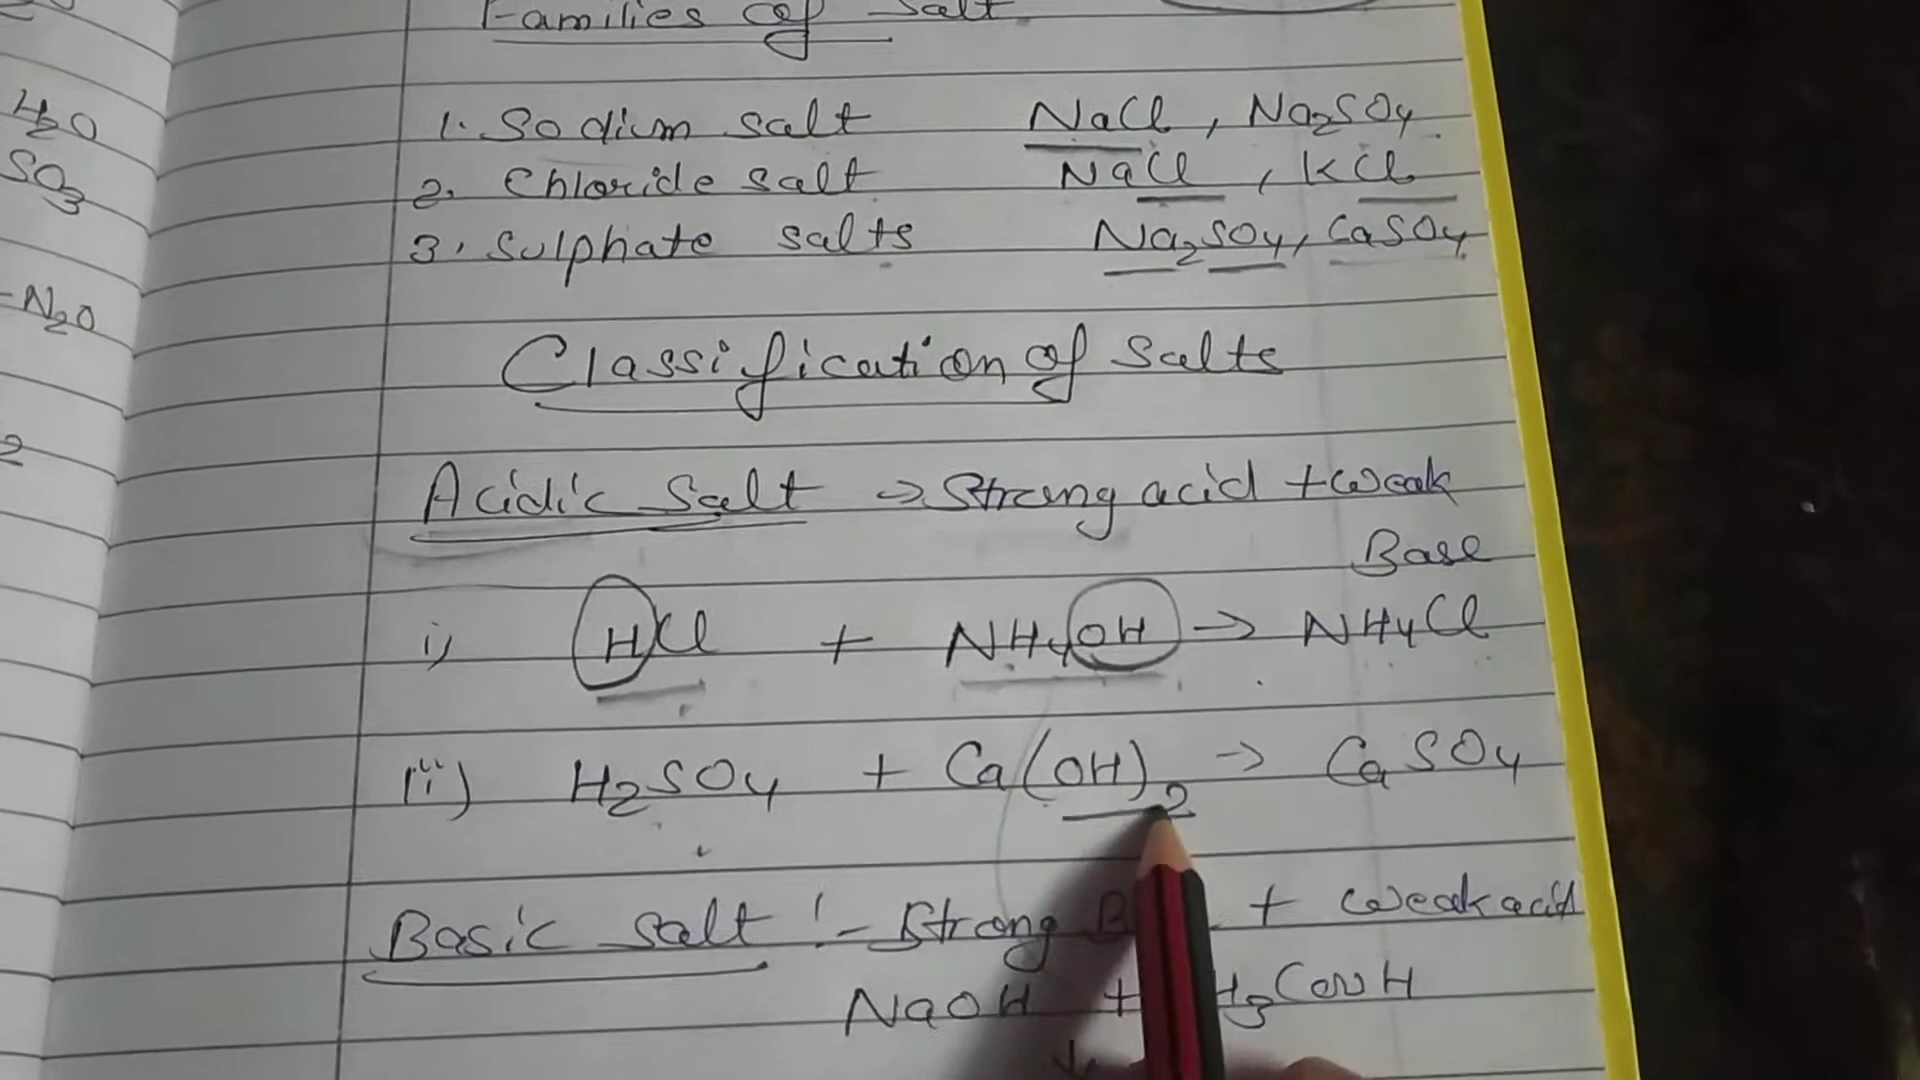 H2O
SO3
-N2O
2
Families of Salt
1. Sodium salt NaCl, Na2SO4
2. Chloride salt NaCl, KCl
3. Sulphate salts Na2SO4, CaSO4
Classification of Salts
Acidic Salt → Strong acid + weak
Base
i) HCl + NH4OH → NH4Cl
ii) H2SO4 + Ca(OH)2 → CaSO4
Basic Salt :- Strong + weak acid
NaOH + H3COOH
↓